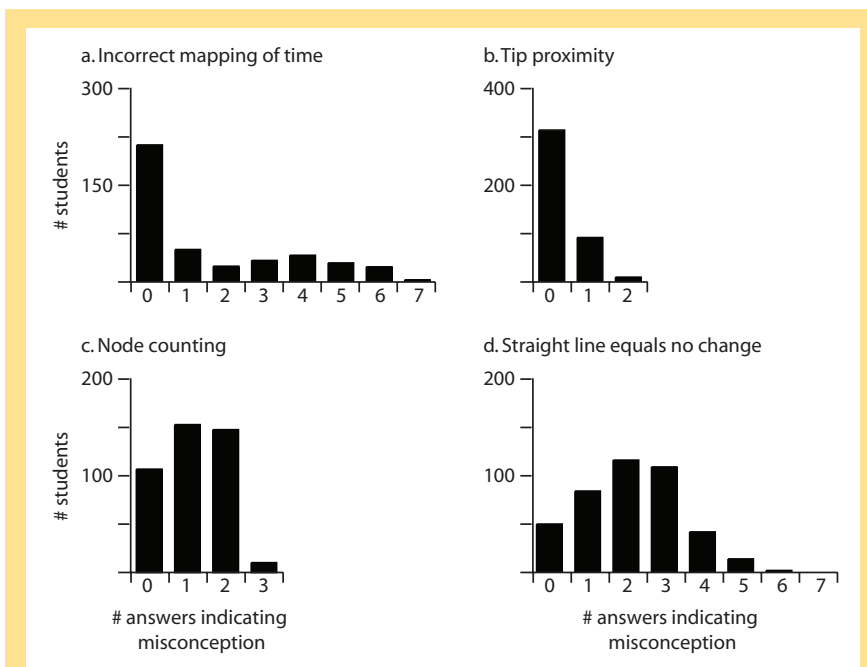 a. Incorrect mapping of time
300
150
# students
0 1 2 3 4 5 6 7
b. Tip proximity
400
200
0 1 2
c. Node counting
200
100
# students
0 1 2 3
# answers indicating
misconception
d. Straight line equals no change
200
100
0 1 2 3 4 5 6 7
# answers indicating
misconception